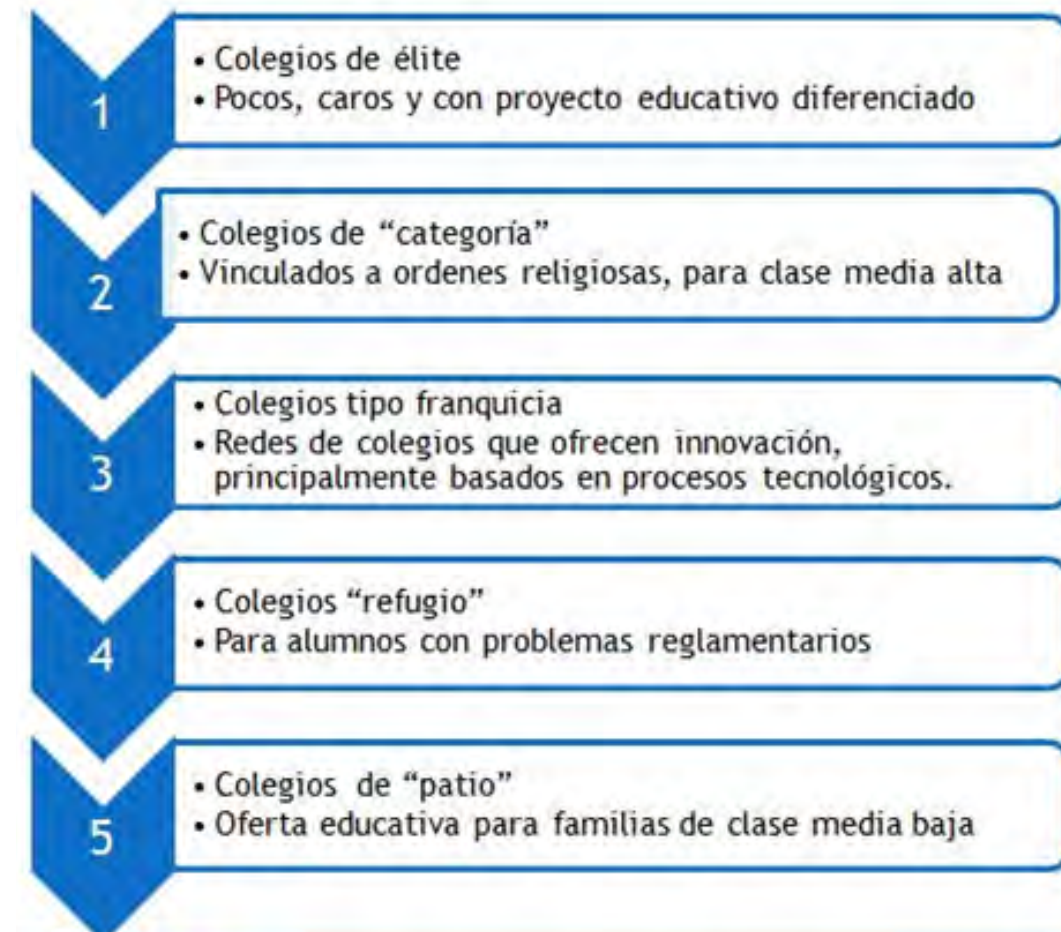 1
• Colegios de élite
• Pocos, caros y con proyecto educativo diferenciado
2
• Colegios de “categoría”
• Vinculados a ordenes religiosas, para clase media alta
3
• Colegios tipo franquicia
• Redes de colegios que ofrecen innovación,
principalmente basados en procesos tecnológicos.
4
• Colegios “refugio”
• Para alumnos con problemas reglamentarios
5
• Colegios de “patio”
• Oferta educativa para familias de clase media baja